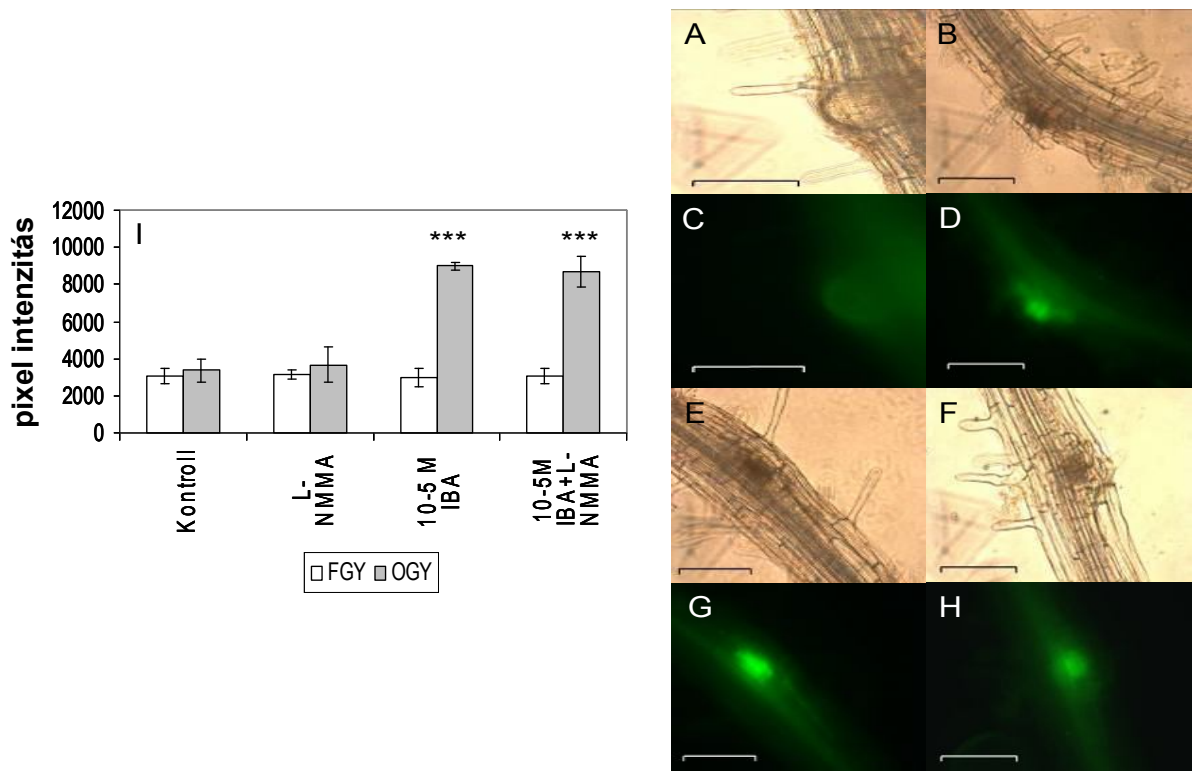 pixel intenzitás
12000
10000
8000
6000
4000
2000
0
I
***
***
Kontroll
L-
NMMA
10-5 M
IBA
10-5M
IBA+L-
NMMA
FGY OGY
A
B
C
D
E
F
G
H